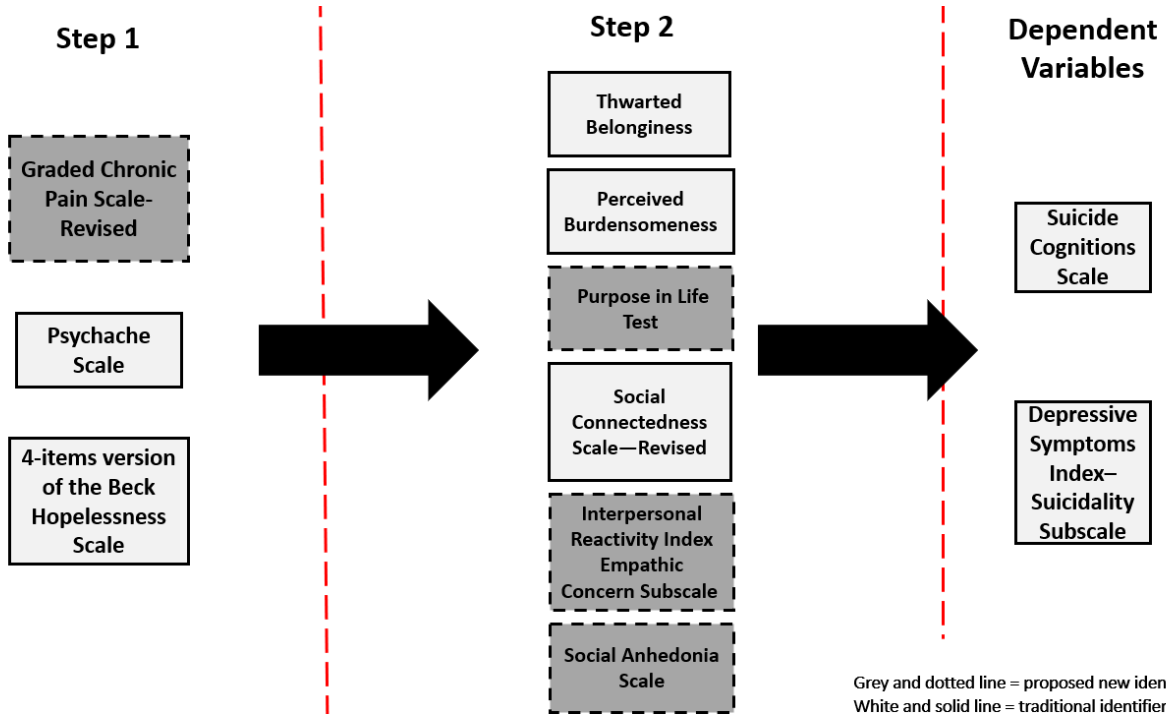 Step 1
Graded Chronic
Pain Scale-
Revised
Psychache
Scale
4-items version
of the Beck
Hopelessness
Scale
Step 2
Thwarted
Belonginess
Perceived
Burdensomeness
Purpose in Life
Test
Social
Connectedness
Scale—Revised
Interpersonal
Reactivity Index
Empathic
Concern Subscale
Social Anhedonia
Scale
Dependent
Variables
Suicide
Cognitions
Scale
Depressive
Symptoms
Index–
Suicidality
Subscale
Grey and dotted line = proposed new iden
White and solid line = traditional identifier